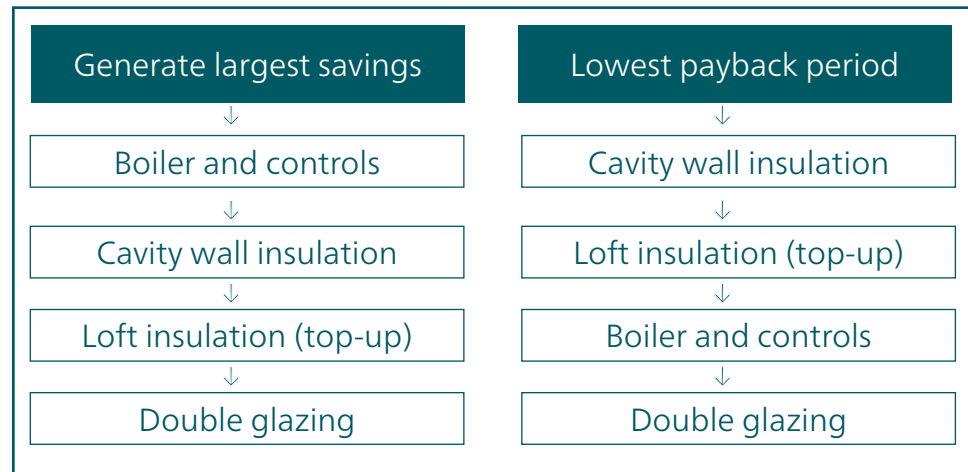 Generate largest savings
Boiler and controls
Cavity wall insulation
Loft insulation (top-up)
Double glazing
Lowest payback period
Cavity wall insulation
Loft insulation (top-up)
Boiler and controls
Double glazing